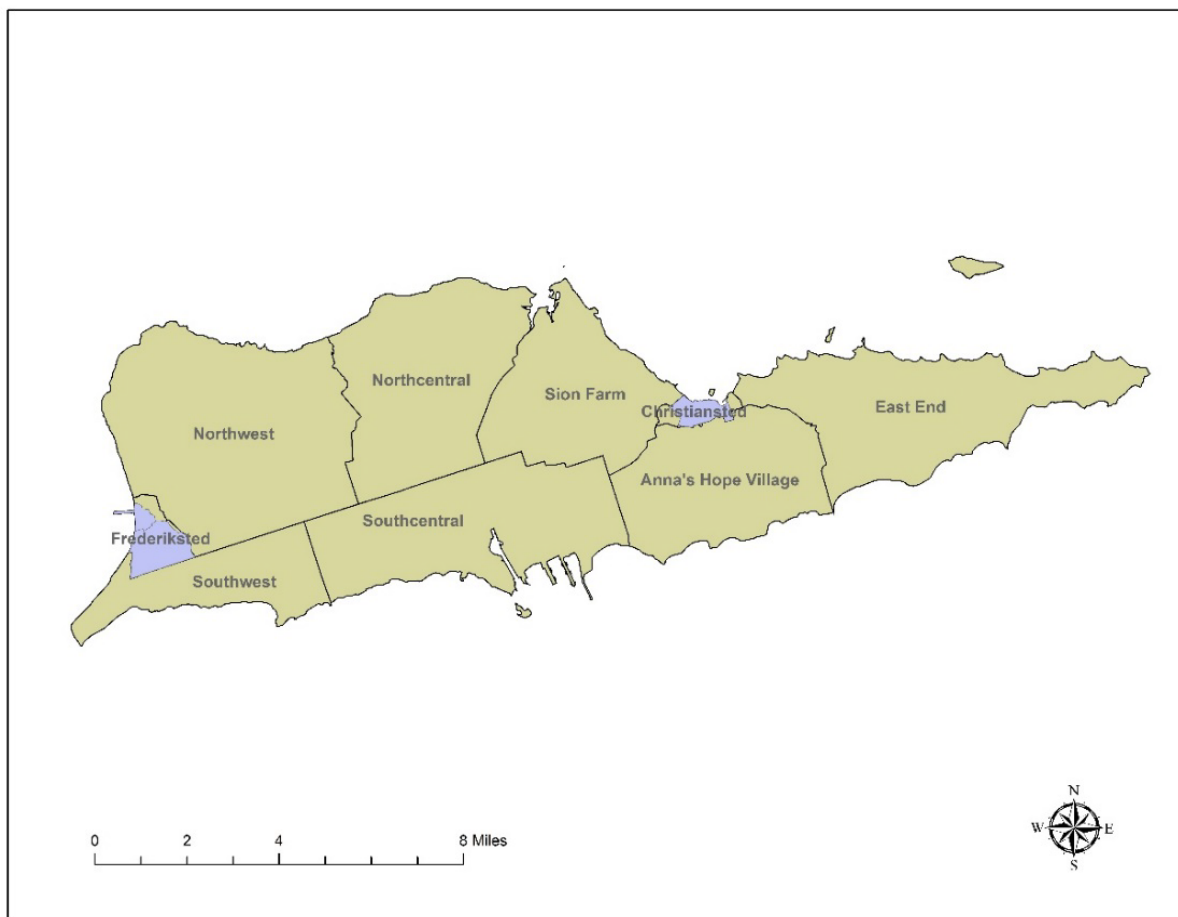 Northcentral
Sion Farm
East End
Christiansted
Northwest
Anna's Hope Village
Southcentral
Frederiksted
Southwest
0 2 4 8 Miles
N
W E
S